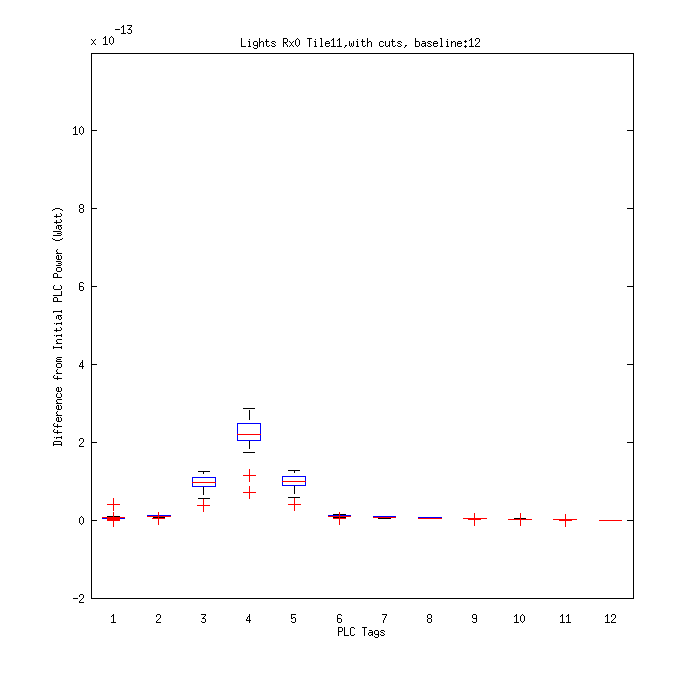 x 10^-13
Lights Rx0 Tile11,with cuts, baseline:12
10
8
6
4
2
0
-2
Difference from Initial PLC Power (Watt)
1 2 3 4 5 6 7 8 9 10 11 12
PLC Tags